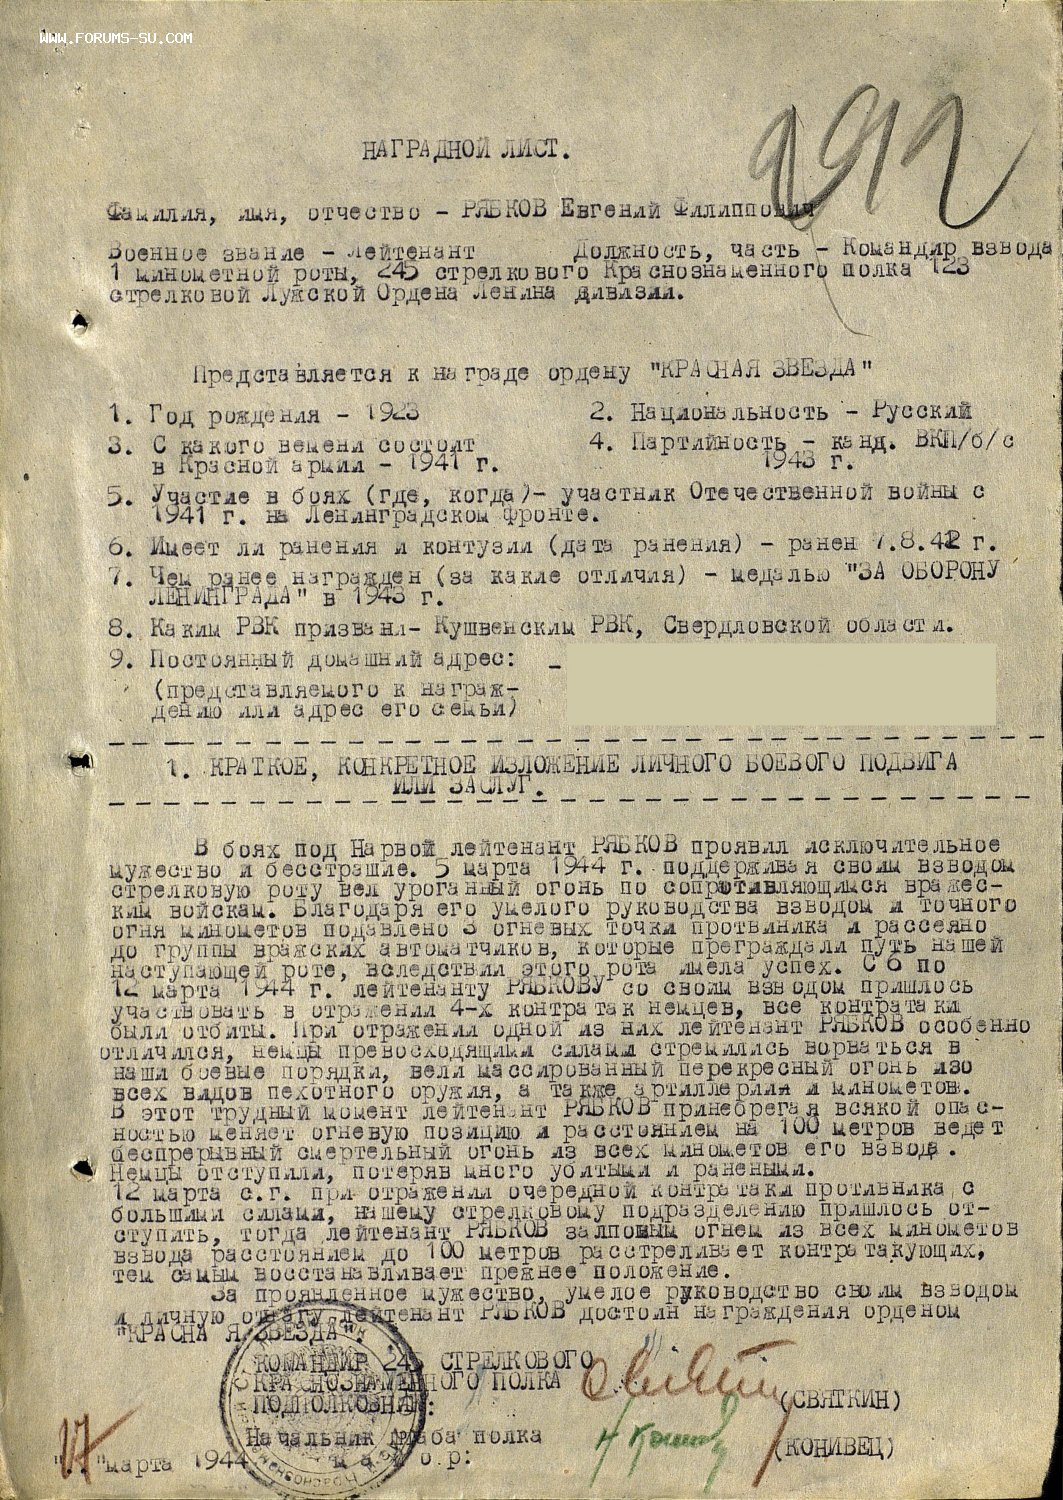 WWW.FORUMS-SU.COM
292
НАГРАДНОЙ ЛИСТ.
Фамилия, имя, отчество - РЯБКОВ Евгений Филиппович
Военное звание - лейтенант Должность, часть - Командир взвода
1 минометной роты, 245 стрелкового Краснознаменного полка 123
стрелковой Лужской Ордена Ленина дивизии.
Представляется к награде ордену "КРАСНАЯ ЗВЕЗДА"
1. Год рождения - 1923 2. Национальность - Русский
3. С какого вемени состоит 4. Партийность - канд. ВКП/б/с
в Красной армии - 1941 г. 1943 г.
5. Участие в боях (где, когда)- участник Отечественной войны с
1941 г. на Ленинградском фронте.
6. Имеет ли ранения и контузии (дата ранения) - ранен 7.8.42 г.
7. Чем ранее награжден (за какие отличия) - медалью "ЗА ОБОРОНУ
ЛЕНИНГРАДА" в 1943 г.
8. Каким РВК призван- Кушвенским РВК, Свердловской области.
9. Постоянный домашний адрес: -
(представляемого к награж-
дению или адрес его семьи)
1. КРАТКОЕ, КОНКРЕТНОЕ ИЗЛОЖЕНИЕ ЛИЧНОГО БОЕВОГО ПОДВИГА
ИЛИ ЗАСЛУГ.
В боях под Нарвой лейтенант РЯБКОВ проявил исключительное
мужество и бесстрашие. 5 марта 1944 г. поддерживая своим взводом
стрелковую роту вел ураганный огонь по сопротивляющимся вражес-
ким войскам. Благодаря его умелого руководства взводом и точного
огня минометов подавлено 3 огневых точки протвиника и рассеяно
до группы вражских автоматчиков, которые преграждали путь нашей
наступающей роте, вследствии этого рота имела успех. С 6 по
12 марта 1944 г. лейтенанту РЯБКОВУ со своим взводом пришлось
участвовать в отражении 4-х контратак немцев, все контратаки
были отбиты. При отражении одной из них лейтенант РЯБКОВ особенно
отличился, немцы превосходящими силами стремились ворваться в
наши боевые порядки, вели массированный перекресный огонь изо
всех видов пехотного оружия, а также артиллерили и минометов.
В этот трудный момент лейтенант РЯБКОВ принебрегая всякой опас-
ностью меняет огневую позицию и расстоянием на 100 метров ведет
беспрерывный смертельный огонь из всех минометов его взвода.
Немцы отступили, потеряв много убитыми и ранеными.
12 марта с.г. при отражении очередной контратаки противника с
большими силами, нашему стрелковому подразделению пришлось от-
ступить, тогда лейтенант РЯБКОВ залповым огнем из всех минометов
взвода расстоянием до 100 метров расстреливает контратакующих,
тем самым восстанавливает прежнее положение.
За проявленное мужество, умелое руководство своим взводом
и личную отвагу лейтенант РЯБКОВ достоин награждения орденом
"КРАСНАЯ ЗВЕЗДА".
КОМАНДИР 245 СТРЕЛКОВОГО
КРАСНОЗНАМЕННОГО ПОЛКА
ПОДПОЛКОВНИК: (СВЯТКИН)
Начальник штаба полка
"17" марта 1944 м а й о р: (КОНИВЕЦ)